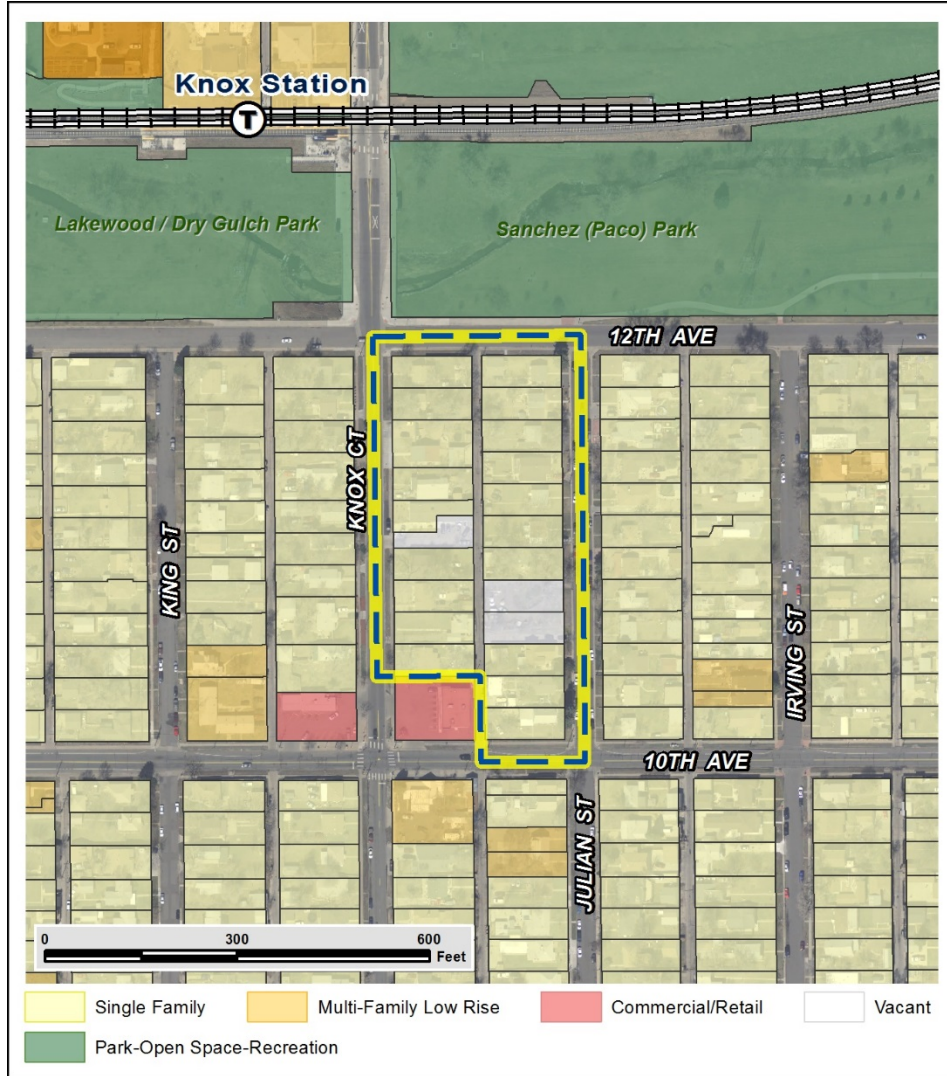 Knox Station
T
Lakewood / Dry Gulch Park
Sanchez (Paco) Park
12TH AVE
KNOX CT
KING ST
IRVING ST
10TH AVE
JULIAN ST
0 300 600
Feet
Single Family
Multi-Family Low Rise
Commercial/Retail
Vacant
Park-Open Space-Recreation